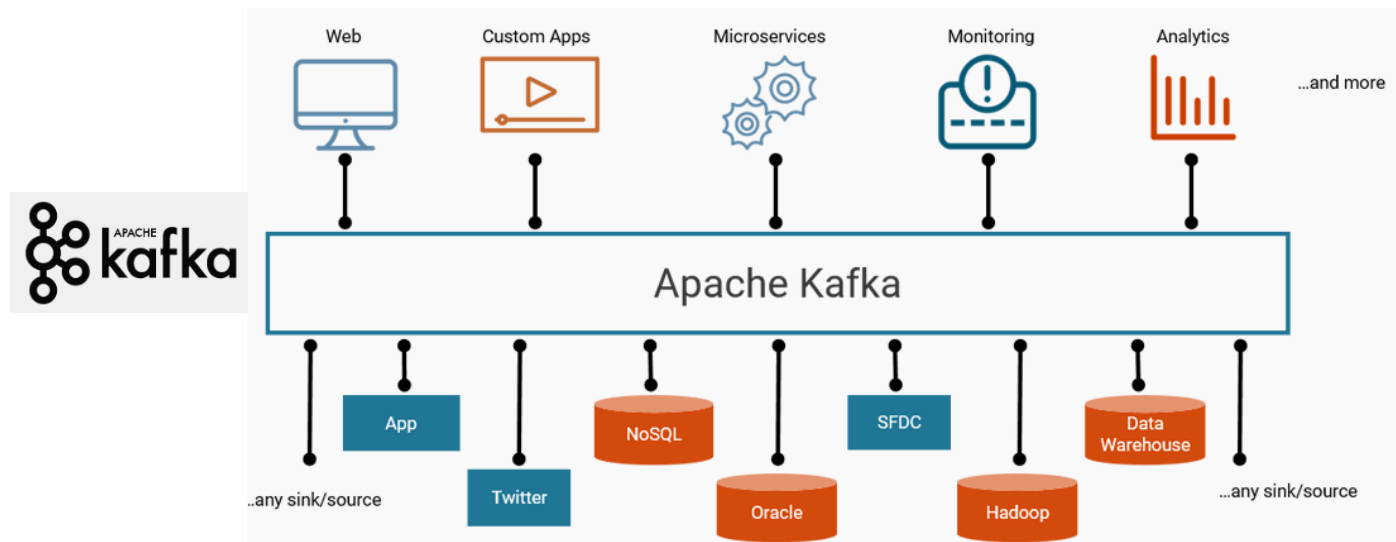 Web
Custom Apps
Microservices
Monitoring
Analytics
...and more
APACHE
kafka
Apache Kafka
App
NoSQL
SFDC
Data
Warehouse
...any sink/source
Twitter
Oracle
Hadoop
...any sink/source